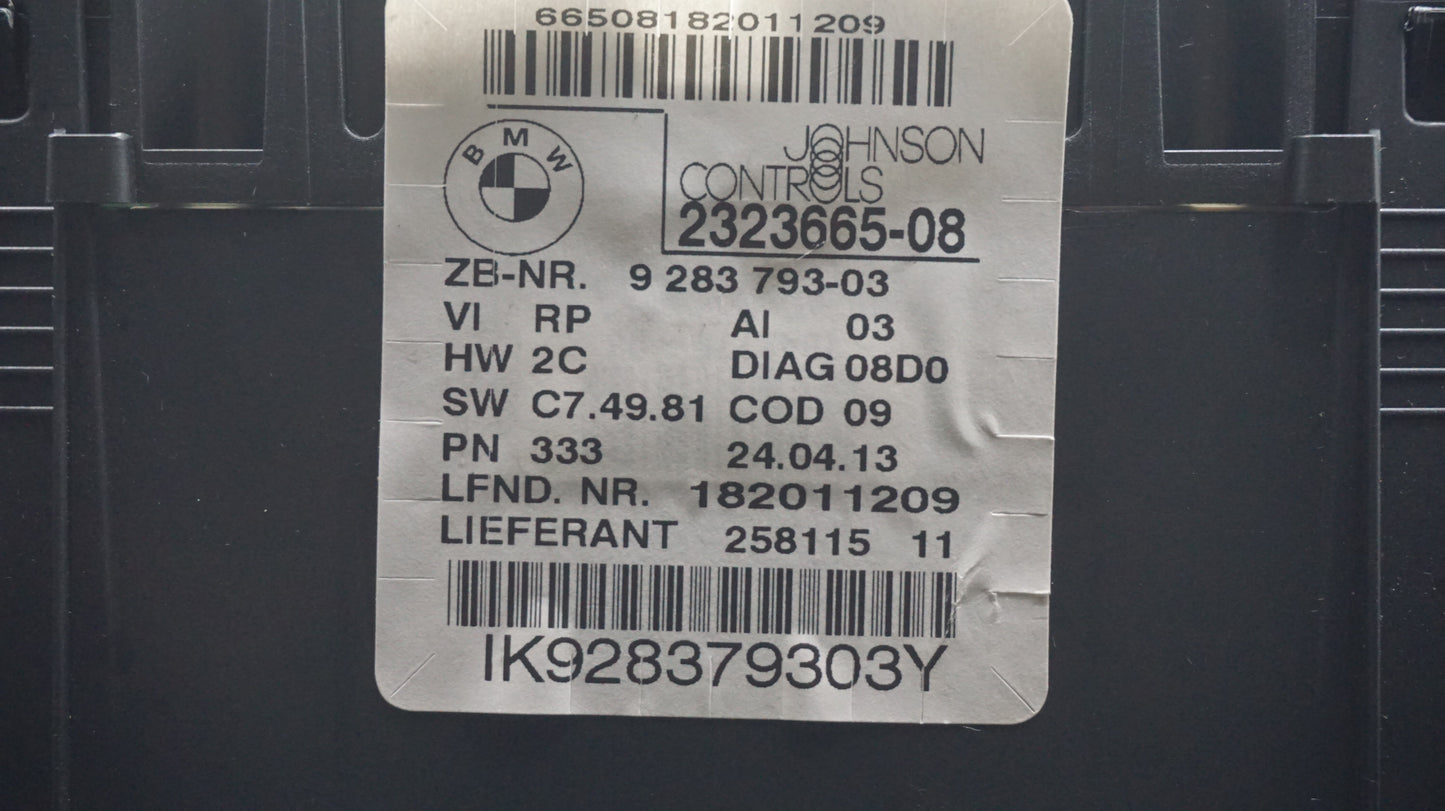 66508182011209
BMW
JOHNSON
CONTROLS
2323665-08
ZB-NR. 9 283 793-03
VI RP AI 03
HW 2C DIAG 08D0
SW C7.49.81 COD 09
PN 333 24.04.13
LFND. NR. 182011209
LIEFERANT 258115 11
IK928379303Y